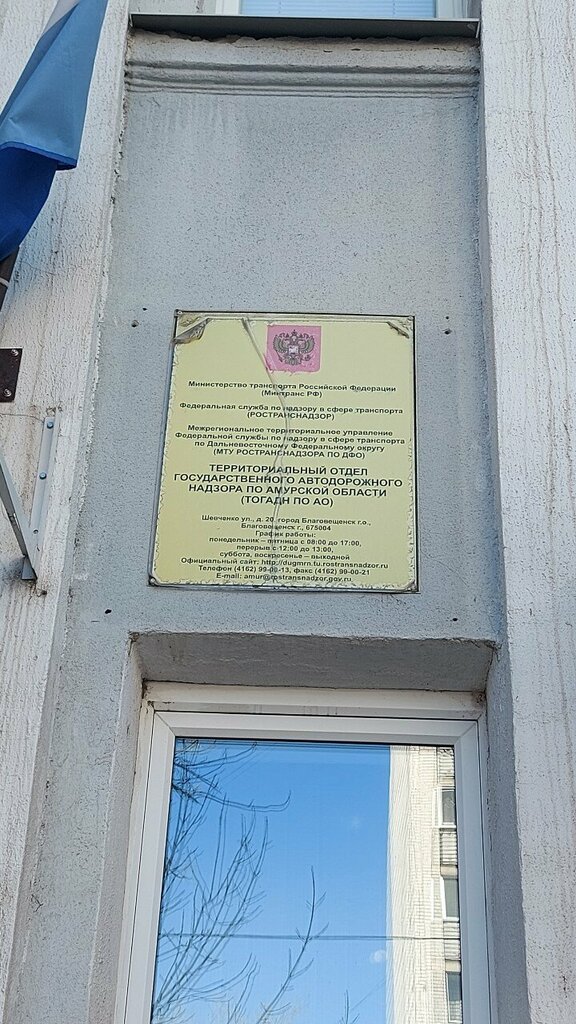 Министерство транспорта Российской Федерации
(Минтранс РФ)
Федеральная служба по надзору в сфере транспорта
(РОСТРАНСНАДЗОР)
Межрегиональное территориальное управление
Федеральной службы по надзору в сфере транспорта
по Дальневосточному Федеральному округу
(МТУ РОСТРАНСНАДЗОРА ПО ДФО)
ТЕРРИТОРИАЛЬНЫЙ ОТДЕЛ
ГОСУДАРСТВЕННОГО АВТОДОРОЖНОГО
НАДЗОРА ПО АМУРСКОЙ ОБЛАСТИ
(ТОГАДН ПО АО)
Шевченко ул., д. 20, город Благовещенск г.о.,
Благовещенск г., 675004
График работы:
понедельник – пятница с 08:00 до 17:00,
перерыв с 12:00 до 13:00,
суббота, воскресенье – выходной
Официальный сайт: http://dugmrn.tu.rostransnadzor.ru
Телефон (4162) 99-00-13, факс (4162) 99-00-21
E-mail: amur@rostransnadzor.gov.ru